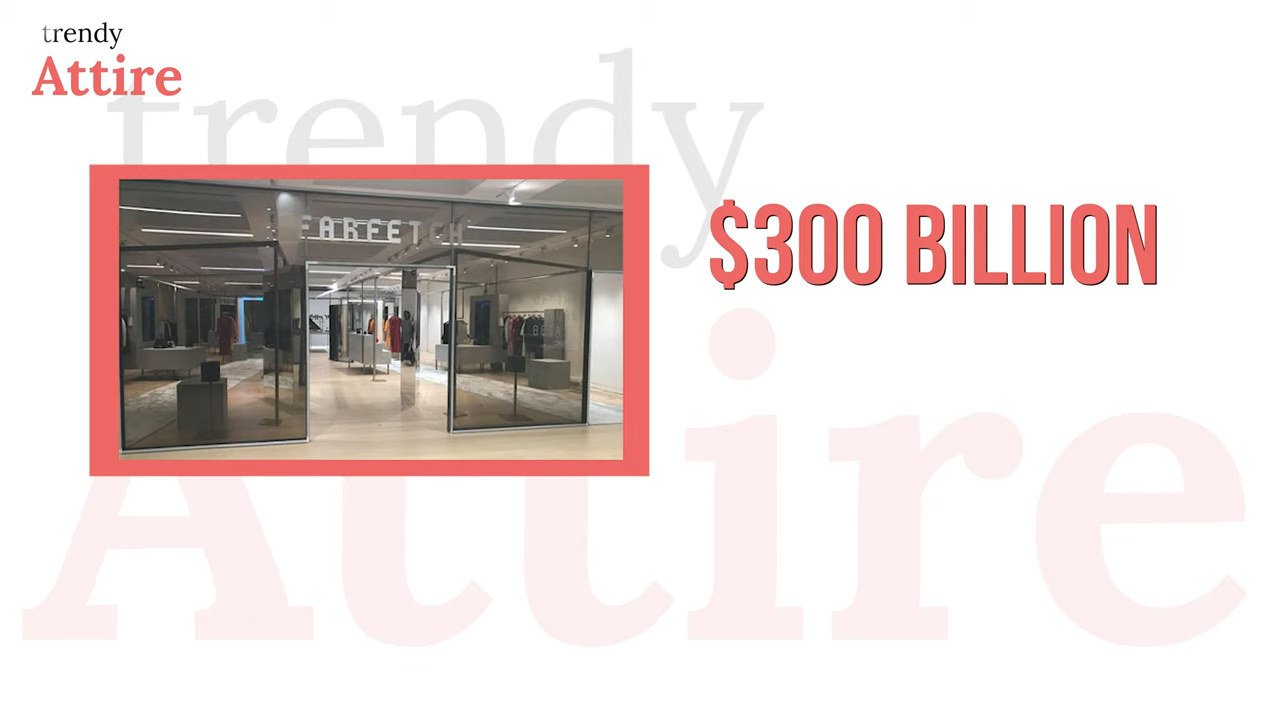 trendy
Attire
trendy
FARFETCH
$300 BILLION
Attire